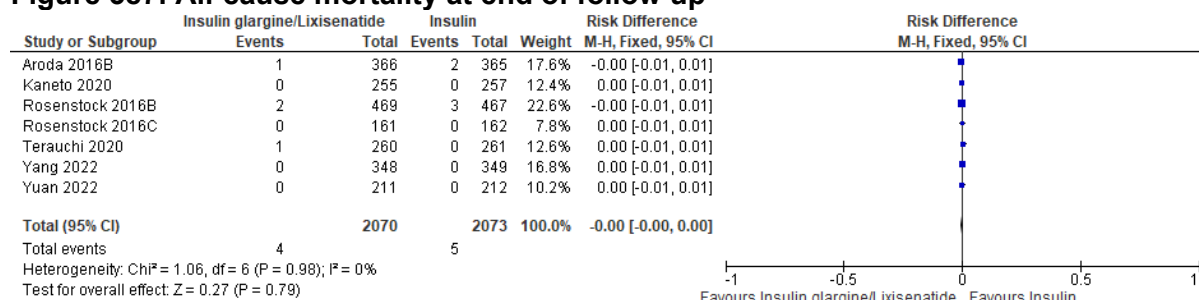 Figure 387: All-cause mortality at end of follow-up
Insulin glargine/Lixisenatide Insulin Risk Difference Risk Difference
Study or Subgroup Events Total Events Total Weight M-H, Fixed, 95% CI M-H, Fixed, 95% CI
Aroda 2016B 1 366 2 365 17.6% -0.00 [-0.01, 0.01]
Kaneto 2020 0 255 0 257 12.4% 0.00 [-0.01, 0.01]
Rosenstock 2016B 2 469 3 467 22.6% -0.00 [-0.01, 0.01]
Rosenstock 2016C 0 161 0 162 7.8% 0.00 [-0.01, 0.01]
Terauchi 2020 1 260 0 261 12.6% 0.00 [-0.01, 0.01]
Yang 2022 0 348 0 349 16.8% 0.00 [-0.01, 0.01]
Yuan 2022 0 211 0 212 10.2% 0.00 [-0.01, 0.01]
Total (95% CI) 2070 2073 100.0% -0.00 [-0.00, 0.00]
Total events 4 5
Heterogeneity: Chi² = 1.06, df = 6 (P = 0.98); I² = 0%
Test for overall effect: Z = 0.27 (P = 0.79)
-1 -0.5 0 0.5 1
Favours Insulin glargine/Lixisenatide Favours Insulin